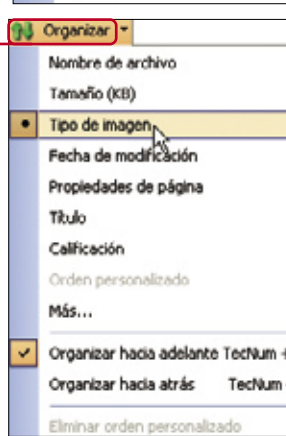 Organizar
Nombre de archivo
Tamaño (KB)
Tipo de imagen
Fecha de modificación
Propiedades de página
Título
Calificación
Orden personalizado
Más...
Organizar hacia adelante TecNum +
Organizar hacia atrás TecNum
Eliminar orden personalizado